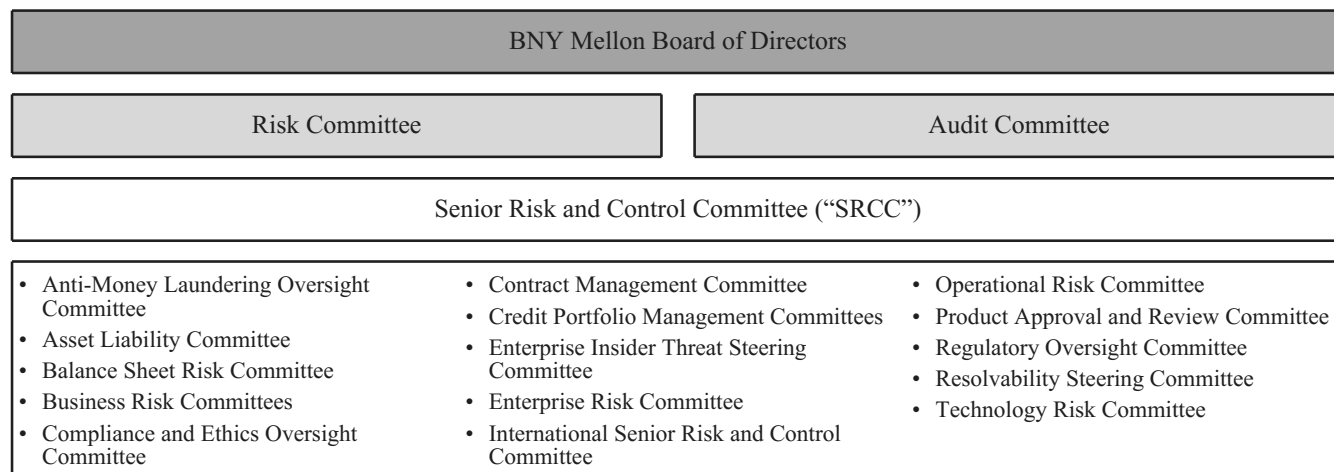 BNY Mellon Board of Directors
Risk Committee
Audit Committee
Senior Risk and Control Committee (“SRCC”)
• Anti-Money Laundering Oversight
Committee
• Asset Liability Committee
• Balance Sheet Risk Committee
• Business Risk Committees
• Compliance and Ethics Oversight
Committee
• Contract Management Committee
• Credit Portfolio Management Committees
• Enterprise Insider Threat Steering
Committee
• Enterprise Risk Committee
• International Senior Risk and Control
Committee
• Operational Risk Committee
• Product Approval and Review Committee
• Regulatory Oversight Committee
• Resolvability Steering Committee
• Technology Risk Committee